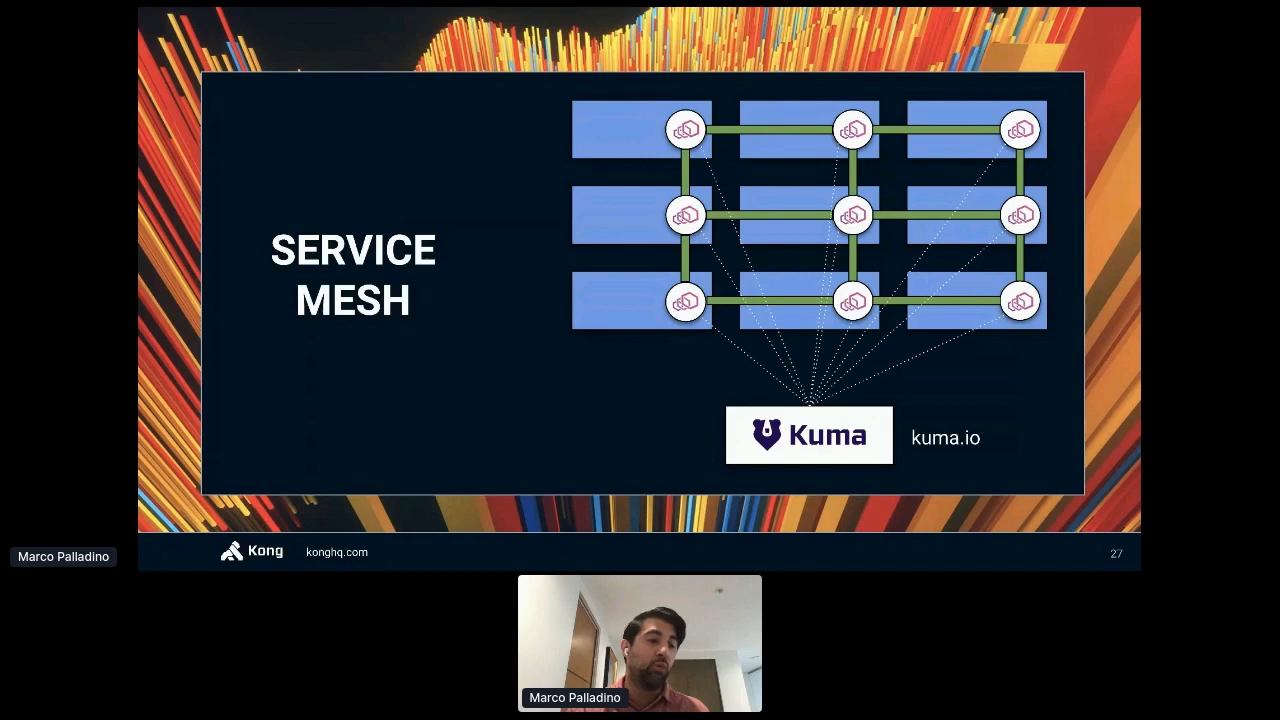 SERVICE
MESH
Kuma
kuma.io
Kong
konghq.com
27
Marco Palladino
Marco Palladino